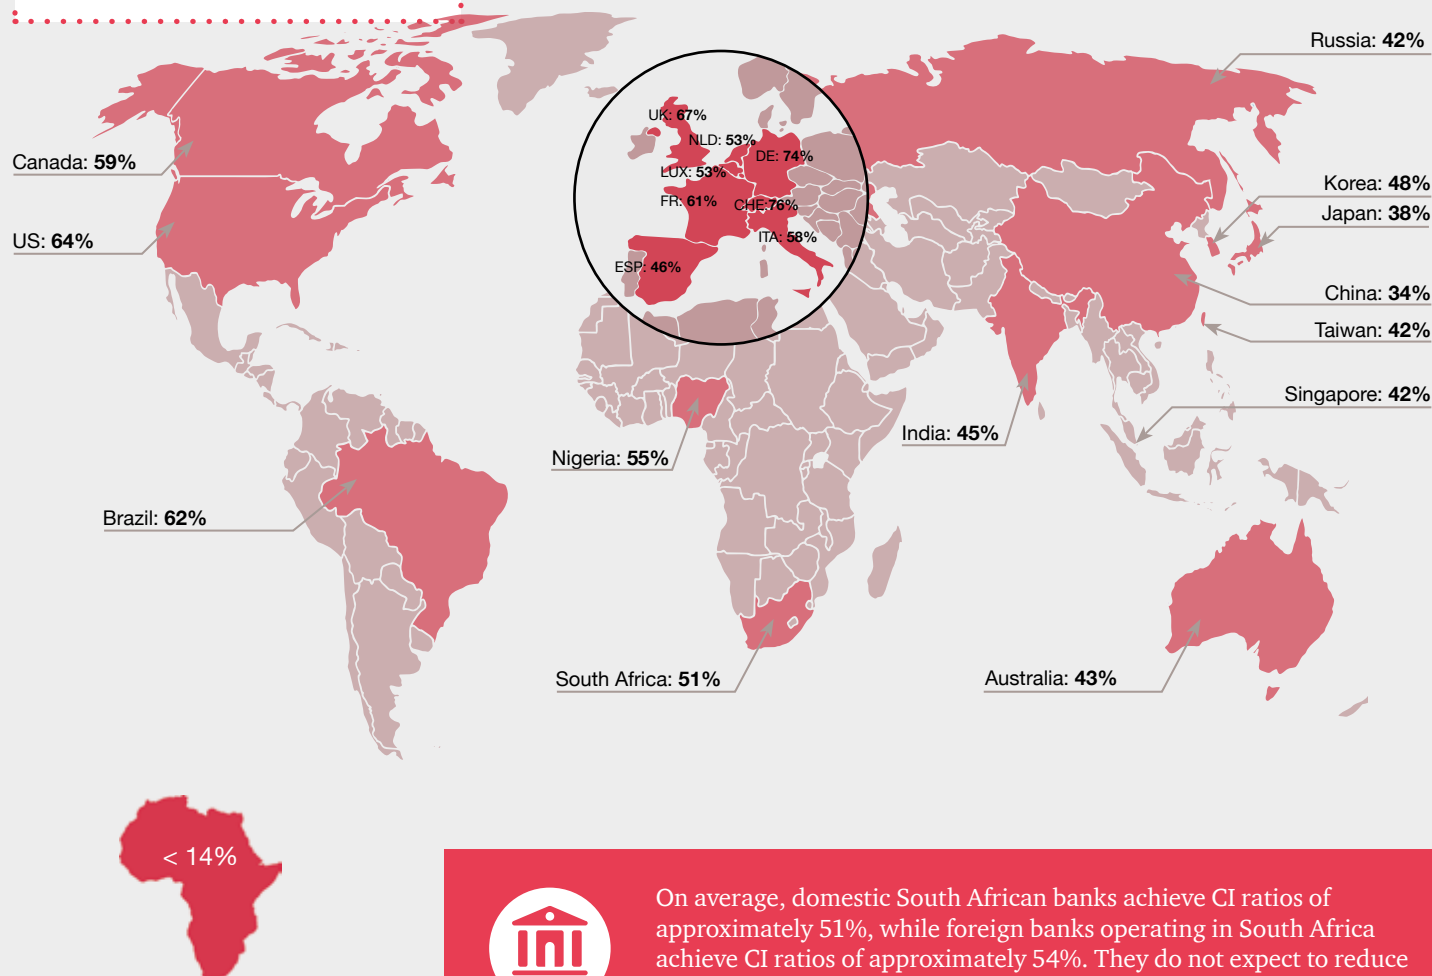 Russia: 42%
UK: 67%
NLD: 53%
DE: 74%
Canada: 59%
LUX: 53%
Korea: 48%
FR: 61%
CHE: 76%
Japan: 38%
US: 64%
ITA: 58%
ESP: 46%
China: 34%
Taiwan: 42%
Singapore: 42%
India: 45%
Nigeria: 55%
Brazil: 62%
South Africa: 51%
Australia: 43%
< 14%
On average, domestic South African banks achieve CI ratios of
approximately 51%, while foreign banks operating in South Africa
achieve CI ratios of approximately 54%. They do not expect to reduce